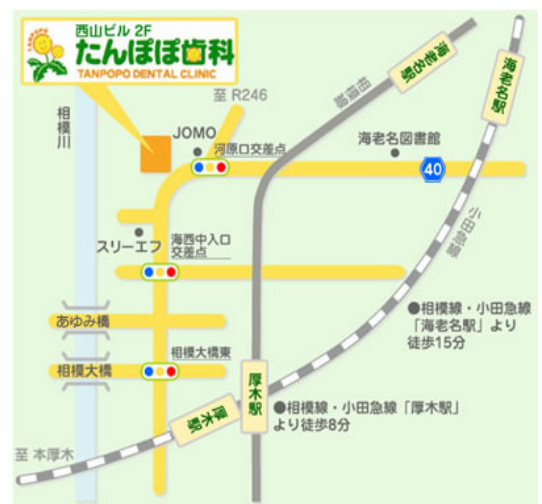 西山ビル 2F
たんぽぽ歯科
TANPOPO DENTAL CLINIC
至 R246
相模線
海老名駅
海老名駅
相模川
JOMO
河原口交差点
海老名図書館
40
スリーエフ
海西中入口
交差点
小田急線
あゆみ橋
●相模線・小田急線
「海老名駅」より
徒歩15分
相模大橋東
相模大橋
厚木駅
厚木駅
●相模線・小田急線「厚木駅」
より徒歩8分
至 本厚木